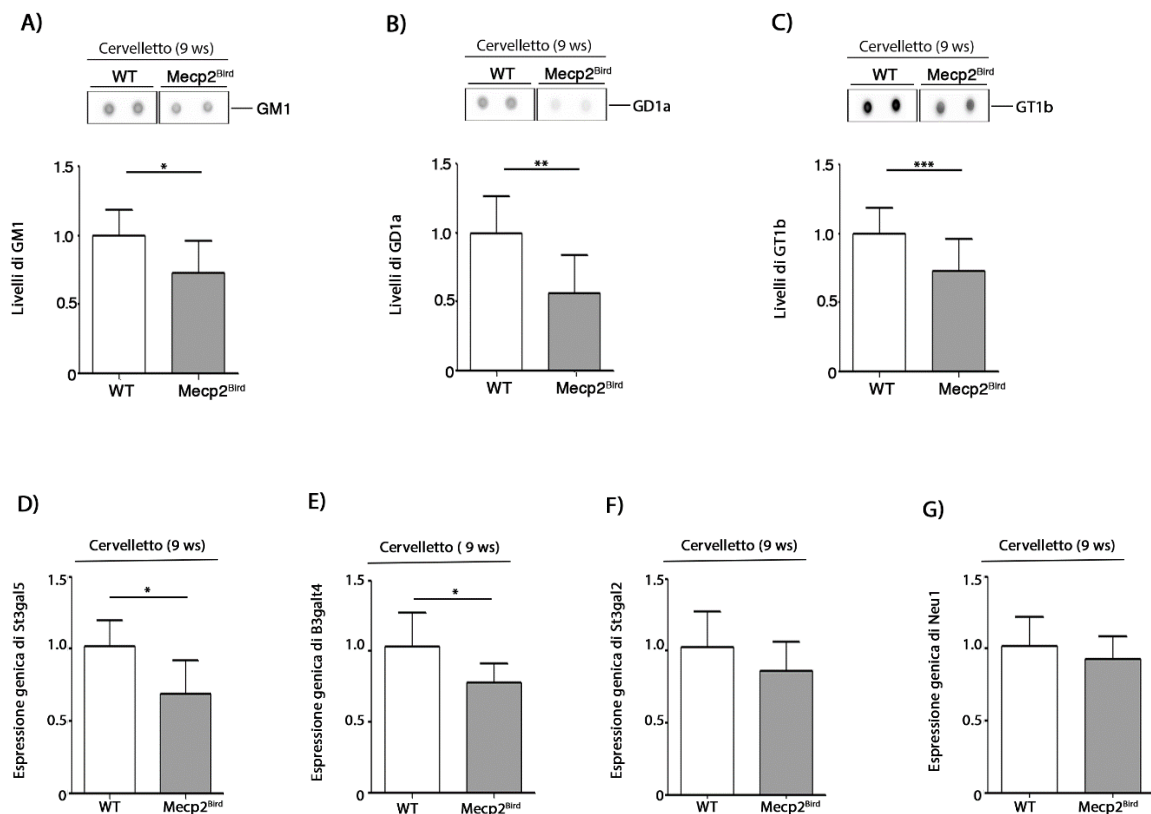 A)
Cervelletto (9 ws)
WT Mecp2Bird
GM1
*
1.5
1.0
0.5
0
Livelli di GM1
WT Mecp2Bird
B)
Cervelletto (9 ws)
WT Mecp2Bird
GD1a
**
1.5
1.0
0.5
0
Livelli di GD1a
WT Mecp2Bird
C)
Cervelletto (9 ws)
WT Mecp2Bird
GT1b
***
1.5
1.0
0.5
0
Livelli di GT1b
WT Mecp2Bird
D)
Cervelletto (9 ws)
*
1.5
1.0
0.5
0
Espressione genica di St3gal5
WT Mecp2Bird
E)
Cervelletto ( 9 ws)
*
1.5
1.0
0.5
0
Espressione genica di B3galt4
WT Mecp2Bird
F)
Cervelletto (9 ws)
1.5
1.0
0.5
0
Espressione genica di St3gal2
WT Mecp2Bird
G)
Cervelletto (9 ws)
1.5
1.0
0.5
0
Espressione genica di Neu1
WT Mecp2Bird